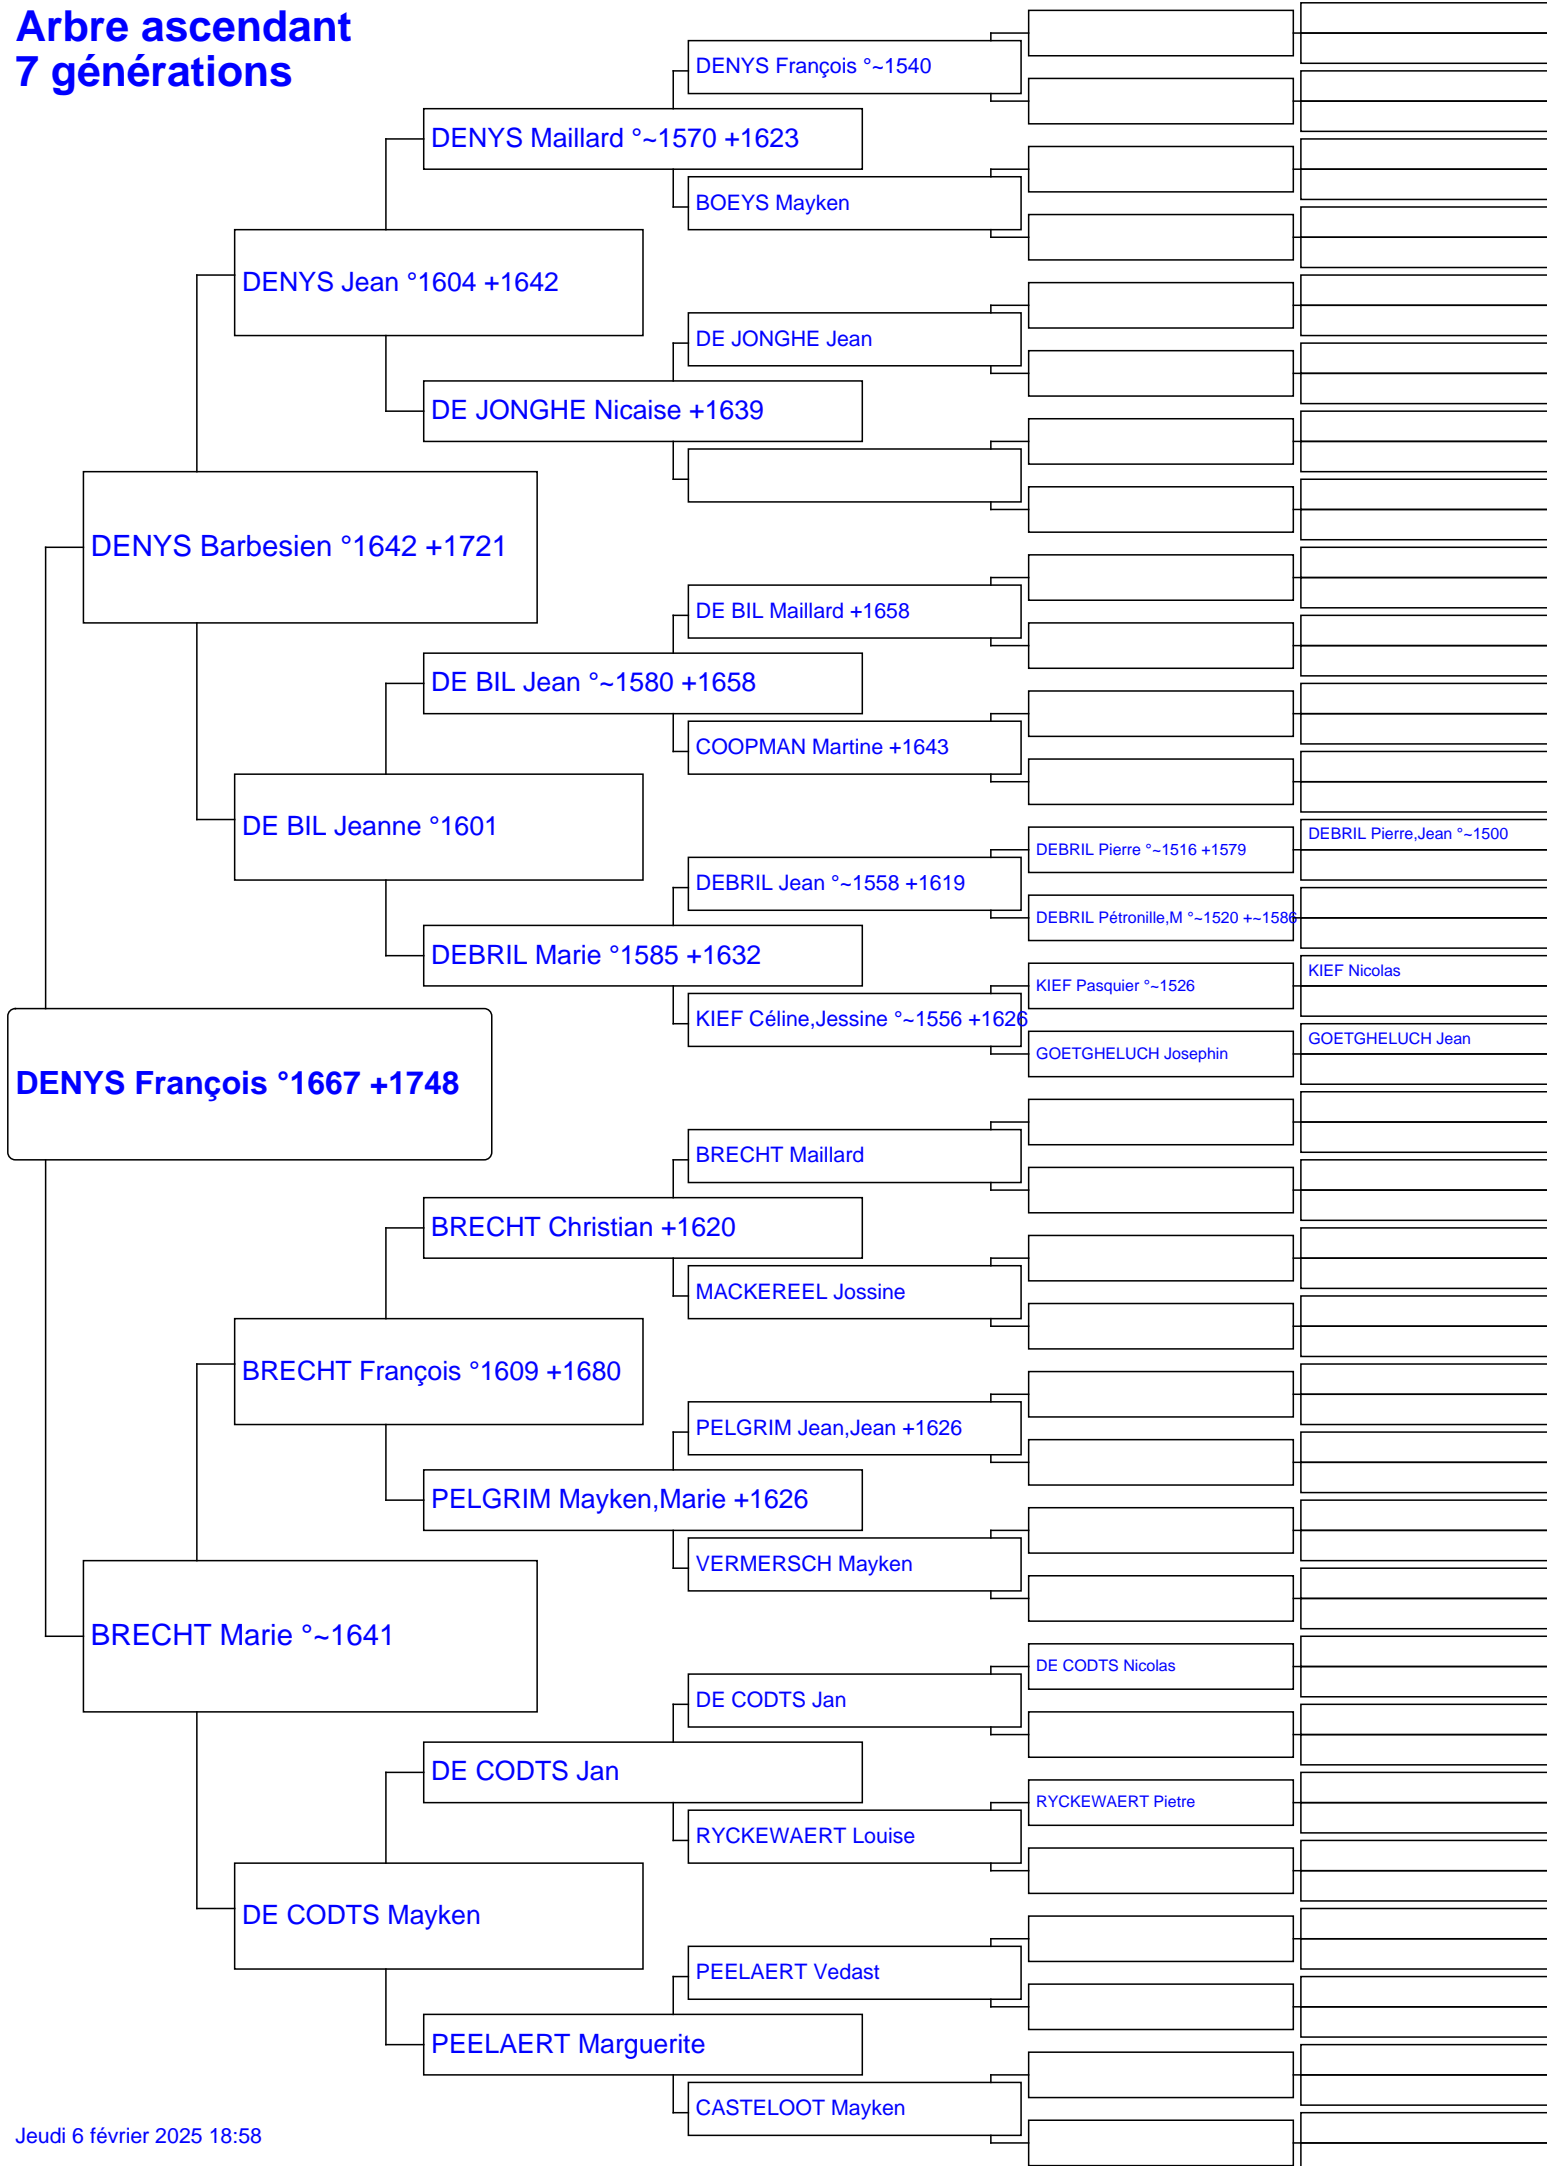 Arbre ascendant
7 générations
DENYS François °~1540
DENYS Maillard °~1570 +1623
BOEYS Mayken
DENYS Jean °1604 +1642
DE JONGHE Jean
DE JONGHE Nicaise +1639
DENYS Barbesien °1642 +1721
DE BIL Maillard +1658
DE BIL Jean °~1580 +1658
COOPMAN Martine +1643
DE BIL Jeanne °1601
DEBRIL Pierre,Jean °~1500
DEBRIL Pierre °~1516 +1579
DEBRIL Jean °~1558 +1619
DEBRIL Pétronille,M °~1520 +~1586
DEBRIL Marie °1585 +1632
KIEF Nicolas
KIEF Pasquier °~1526
KIEF Céline,Jessine °~1556 +1626
GOETGHELUCH Jean
GOETGHELUCH Josephin
DENYS François °1667 +1748
BRECHT Maillard
BRECHT Christian +1620
MACKEREEL Jossine
BRECHT François °1609 +1680
PELGRIM Jean,Jean +1626
PELGRIM Mayken,Marie +1626
VERMERSCH Mayken
BRECHT Marie °~1641
DE CODTS Nicolas
DE CODTS Jan
DE CODTS Jan
RYCKEWAERT Pietre
RYCKEWAERT Louise
DE CODTS Mayken
PEELAERT Vedast
PEELAERT Marguerite
CASTELOOT Mayken
Jeudi 6 février 2025 18:58